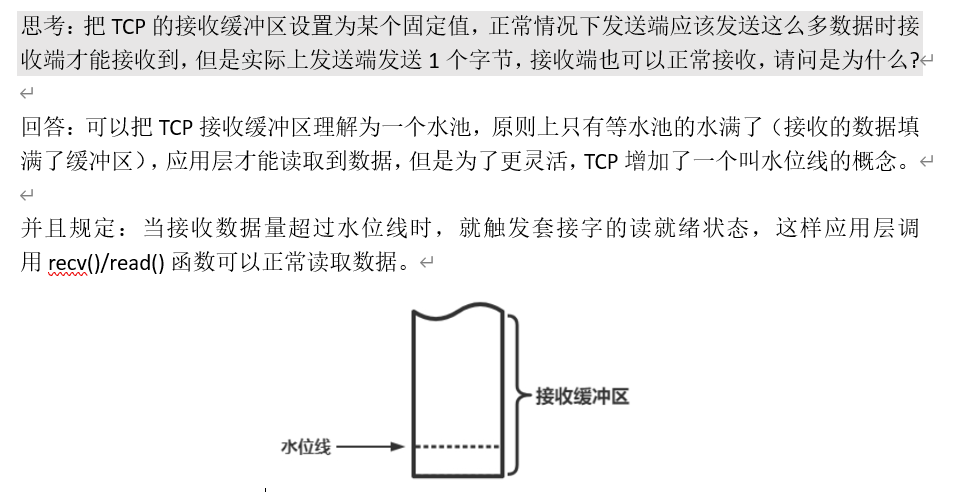 思考：把 TCP 的接收缓冲区设置为某个固定值，正常情况下发送端应该发送这么多数据时接
收端才能接收到，但是实际上发送端发送 1 个字节，接收端也可以正常接收，请问是为什么?
回答：可以把 TCP 接收缓冲区理解为一个水池，原则上只有等水池的水满了（接收的数据填
满了缓冲区），应用层才能读取到数据，但是为了更灵活，TCP 增加了一个叫水位线的概念。
并且规定：当接收数据量超过水位线时，就触发套接字的读就绪状态，这样应用层调
用 recv()/read() 函数可以正常读取数据。
接收缓冲区
水位线